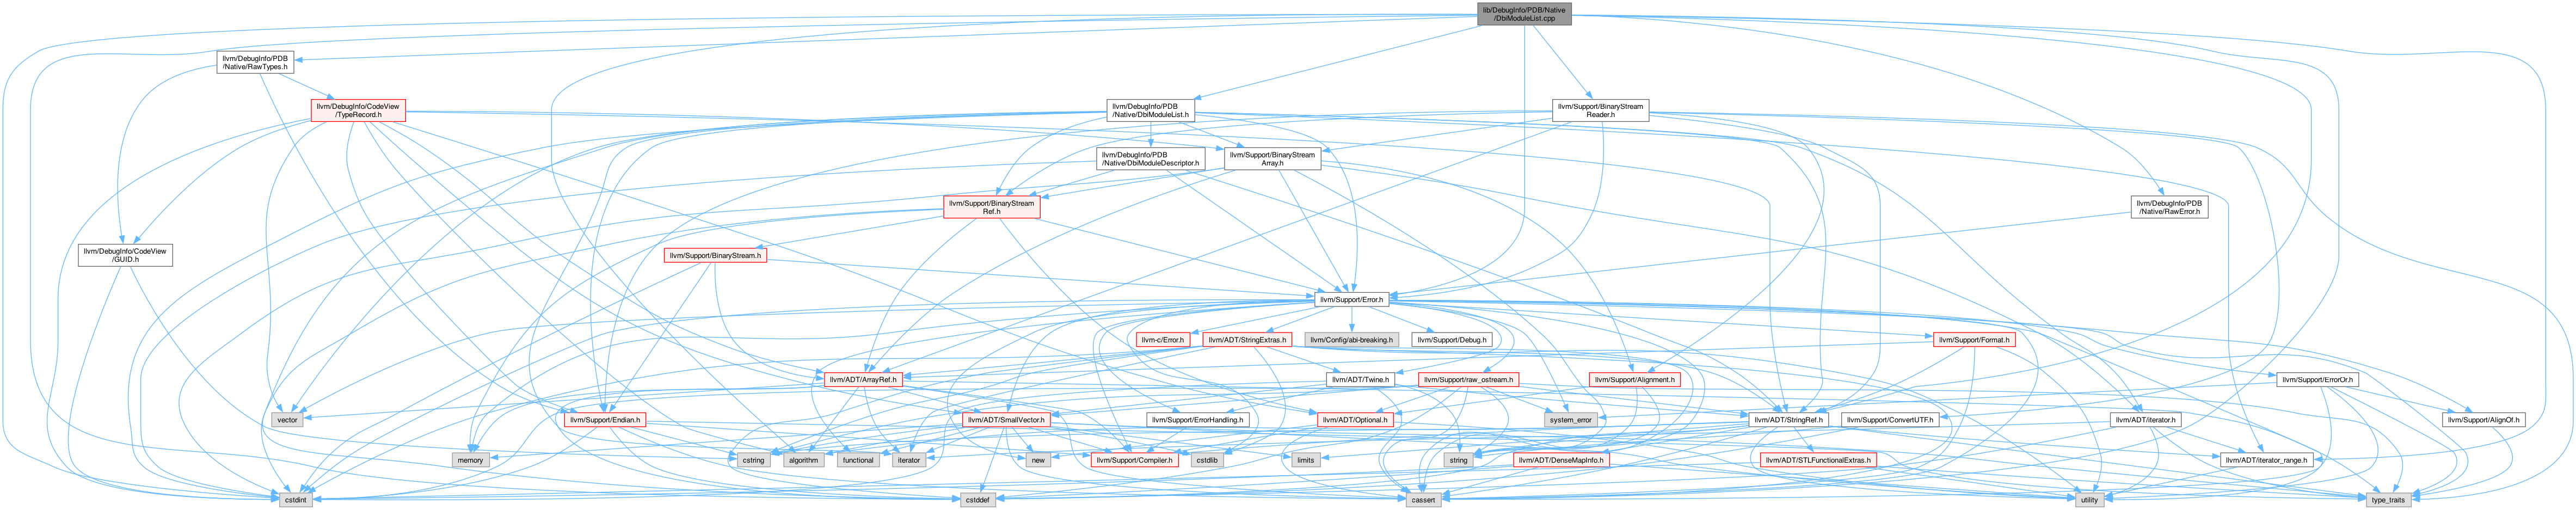 lib/DebugInfo/PDB/Native
/DbiModuleList.cpp
llvm/DebugInfo/PDB
/Native/RawTypes.h
llvm/DebugInfo/CodeView
/TypeRecord.h
llvm/DebugInfo/PDB
/Native/DbiModuleList.h
llvm/Support/BinaryStream
Reader.h
llvm/DebugInfo/PDB
/Native/DbiModuleDescriptor.h
llvm/Support/BinaryStream
Array.h
llvm/Support/BinaryStream
Ref.h
llvm/DebugInfo/PDB
/Native/RawError.h
llvm/DebugInfo/CodeView
/GUID.h
llvm/Support/BinaryStream.h
llvm/Support/Error.h
llvm-c/Error.h
llvm/ADT/StringExtras.h
llvm/Config/abi-breaking.h
llvm/Support/Debug.h
llvm/Support/Format.h
llvm/ADT/ArrayRef.h
llvm/ADT/Twine.h
llvm/Support/raw_ostream.h
llvm/Support/Alignment.h
llvm/Support/ErrorOr.h
vector
llvm/Support/Endian.h
llvm/ADT/SmallVector.h
llvm/Support/ErrorHandling.h
llvm/ADT/Optional.h
system_error
llvm/ADT/StringRef.h
llvm/Support/ConvertUTF.h
llvm/ADT/iterator.h
llvm/Support/AlignOf.h
memory
cstring
algorithm
functional
iterator
new
llvm/Support/Compiler.h
cstdlib
limits
string
llvm/ADT/DenseMapInfo.h
llvm/ADT/STLFunctionalExtras.h
llvm/ADT/iterator_range.h
cstdint
cstddef
cassert
utility
type_traits